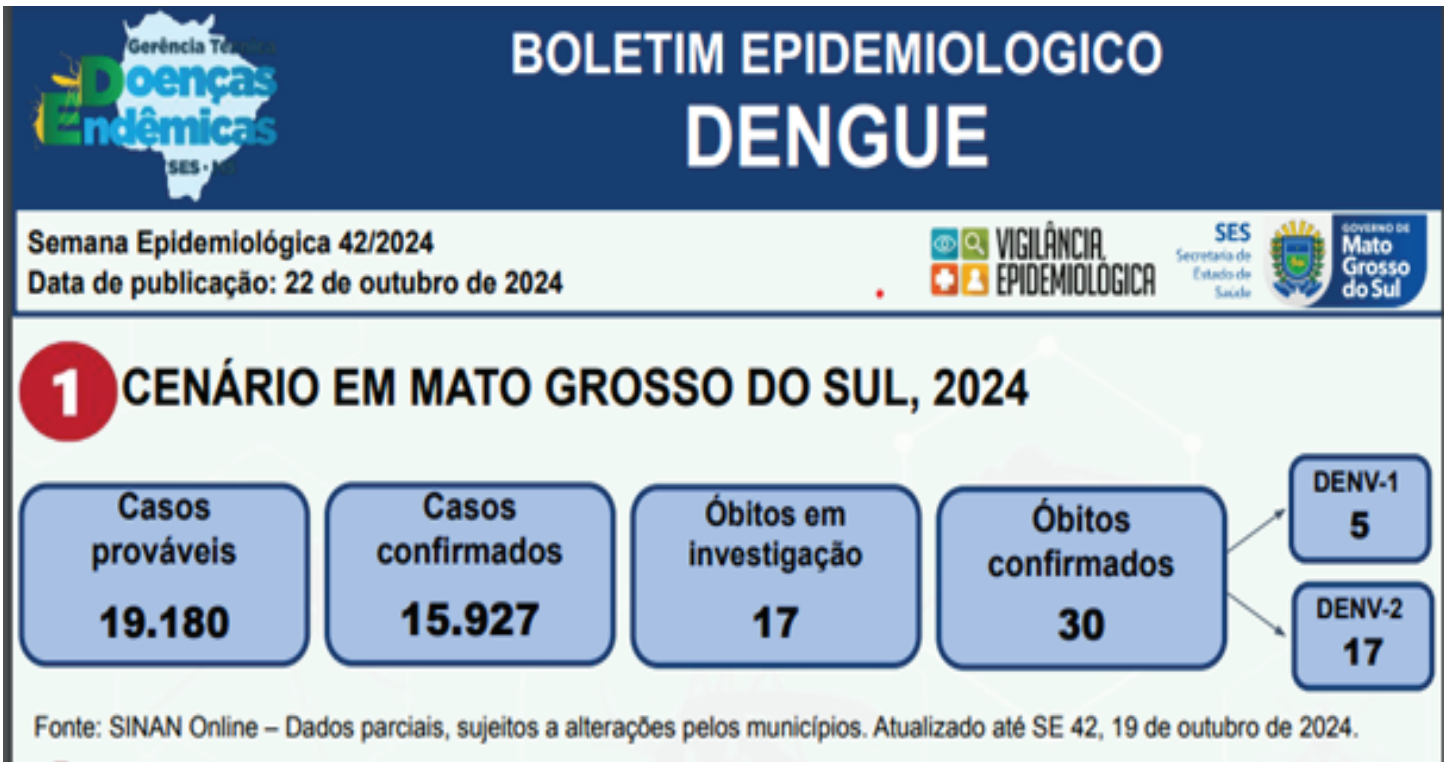 Gerência Técnica
Doenças
Endêmicas
SES - MS
BOLETIM EPIDEMIOLOGICO
DENGUE
Semana Epidemiológica 42/2024
Data de publicação: 22 de outubro de 2024
VIGILÂNCIA
EPIDEMIOLÓGICA
SES
Secretaria de
Estado de
Saúde
GOVERNO DE
Mato
Grosso
do Sul
1 CENÁRIO EM MATO GROSSO DO SUL, 2024
Casos
prováveis
19.180
Casos
confirmados
15.927
Óbitos em
investigação
17
Óbitos
confirmados
30
DENV-1
5
DENV-2
17
Fonte: SINAN Online – Dados parciais, sujeitos a alterações pelos municípios. Atualizado até SE 42, 19 de outubro de 2024.